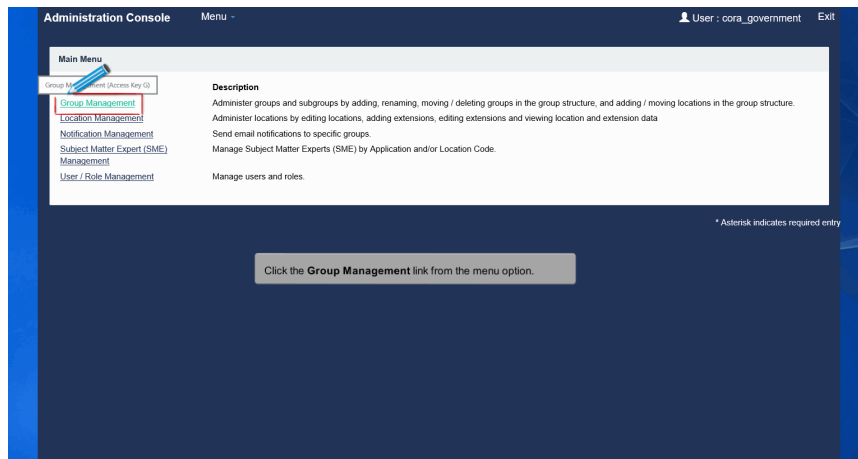 Administration Console Menu User : cora_government Exit
Main Menu
Group Management (Access Key G)
Description
Group Management Administer groups and subgroups by adding, renaming, moving / deleting groups in the group structure, and adding / moving locations in the group structure.
Location Management Administer locations by editing locations, adding extensions, editing extensions and viewing location and extension data
Notification Management Send email notifications to specific groups.
Subject Matter Expert (SME) Manage Subject Matter Experts (SME) by Application and/or Location Code.
Management
User / Role Management Manage users and roles.
* Asterisk indicates required entry
Click the Group Management link from the menu option.